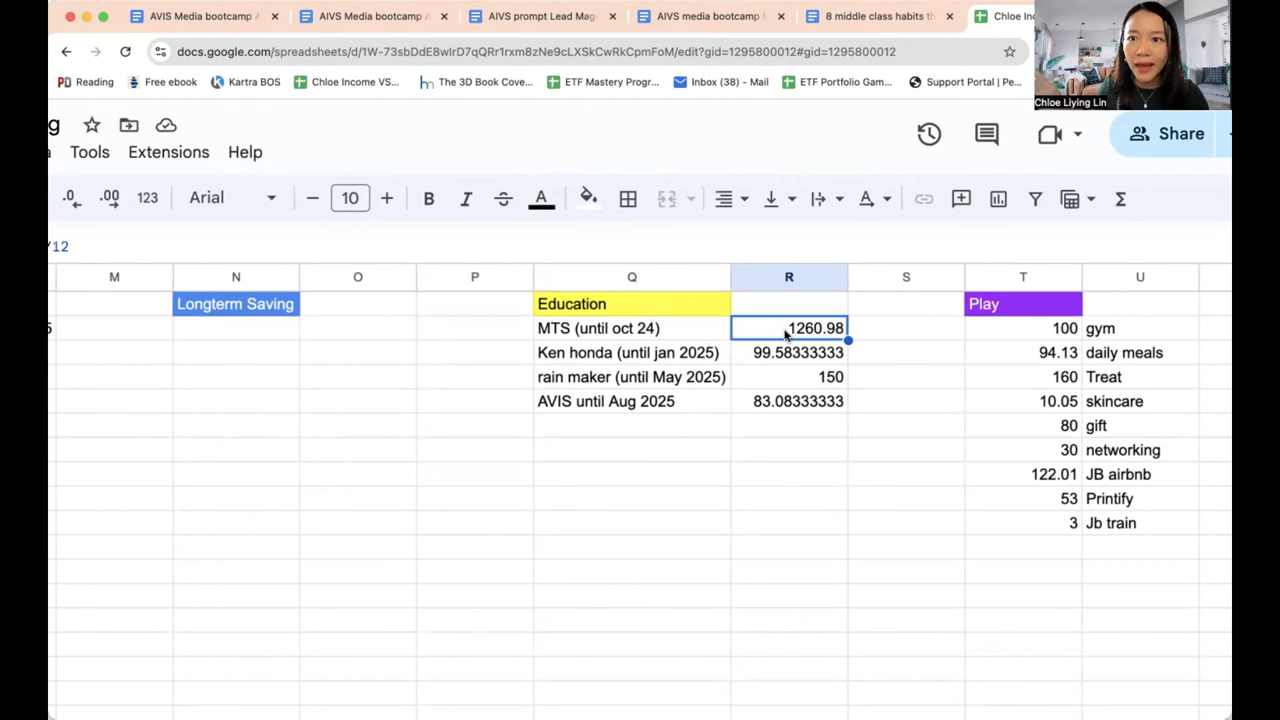 AVIS Media bootcamp A
AIVS Media bootcamp A
AIVS prompt Lead Mag
AIVS media bootcamp
8 middle class habits th
Chloe Inc
docs.google.com/spreadsheets/d/1W-73sbDdE8wlrD7qQRr1rxm8zNe9cLXSkCwRkCpmFoM/edit?gid=1295800012#gid=1295800012
Reading
Free ebook
Kartra BOS
Chloe Income VS...
The 3D Book Cove...
ETF Mastery Progr...
Inbox (38) - Mail
ETF Portfolio Gam...
Support Portal | Pe...
Chloe Liying Lin
g
Share
Tools Extensions Help
.0 .00 123 Arial 10 B I S A Σ
/12
M N O P Q R S T U
Longterm Saving Education Play
5 MTS (until oct 24) 1260.98 100 gym
Ken honda (until jan 2025) 99.58333333 94.13 daily meals
rain maker (until May 2025) 150 160 Treat
AVIS until Aug 2025 83.08333333 10.05 skincare
80 gift
30 networking
122.01 JB airbnb
53 Printify
3 Jb train